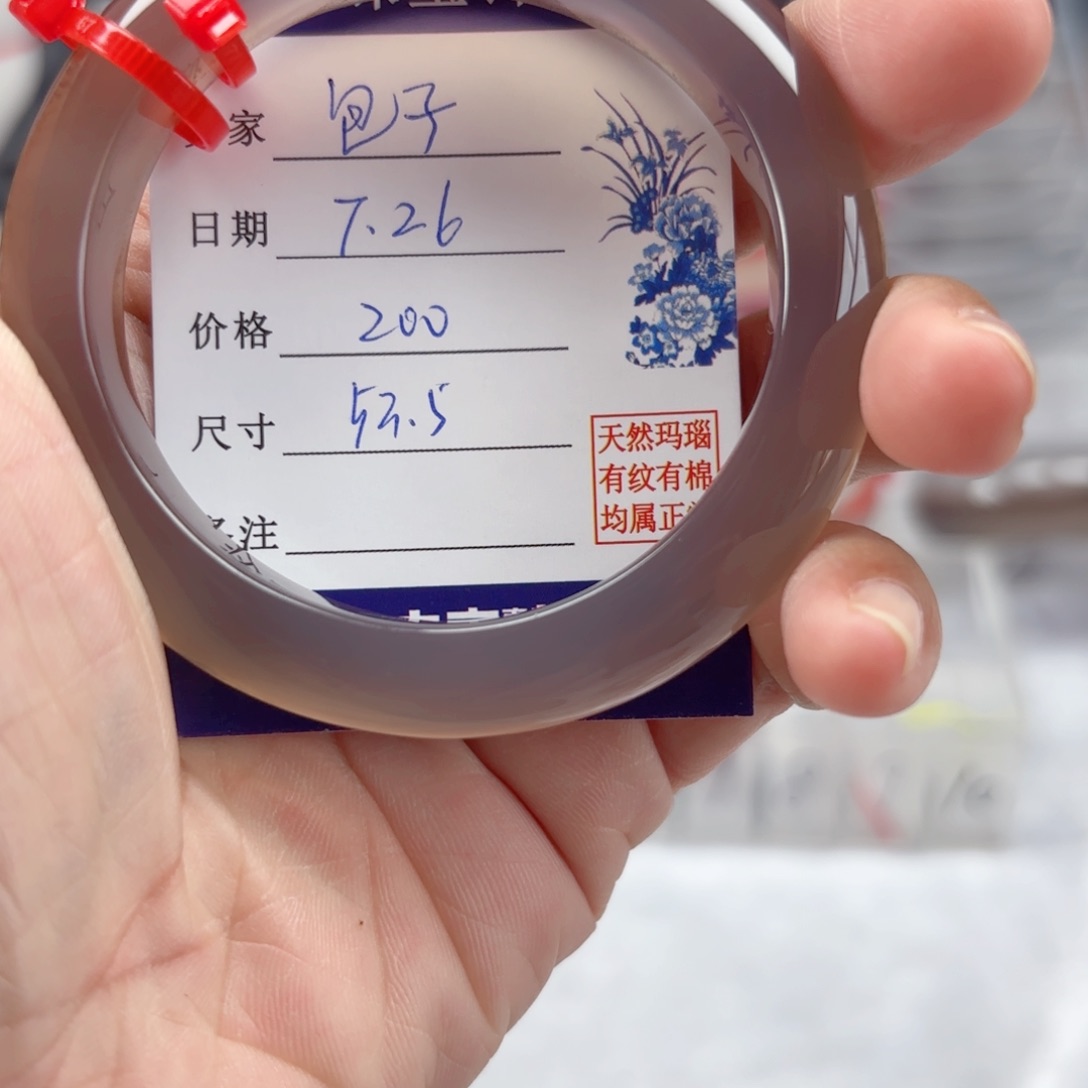 家 包子
日期 7.26
价格 200
尺寸 57.5
注
天然玛瑙
有纹有棉
均属正